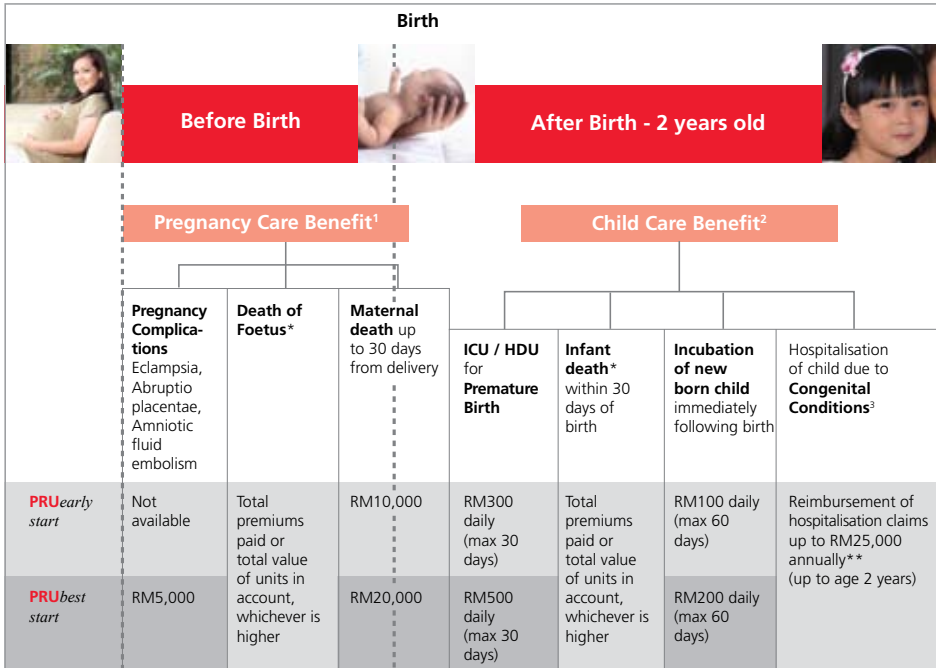 Birth
Before Birth
After Birth - 2 years old
Pregnancy Care Benefit¹
Child Care Benefit²
Pregnancy
Complica-
tions
Eclampsia,
Abruptio
placentae,
Amniotic
fluid
embolism
Death of
Foetus*
Maternal
death up
to 30 days
from delivery
ICU / HDU
for
Premature
Birth
Infant
death*
within 30
days of
birth
Incubation
of new
born child
immediately
following birth
Hospitalisation
of child due to
Congenital
Conditions³
PRUearly
start
Not
available
Total
premiums
paid or
total value
of units in
account,
whichever is
higher
RM10,000
RM300
daily
(max 30
days)
Total
premiums
paid or
total value
of units in
account,
whichever is
higher
RM100 daily
(max 60
days)
Reimbursement of
hospitalisation claims
up to RM25,000
annually**
(up to age 2 years)
PRUbest
start
RM5,000
RM20,000
RM500
daily
(max 30
days)
RM200 daily
(max 60
days)